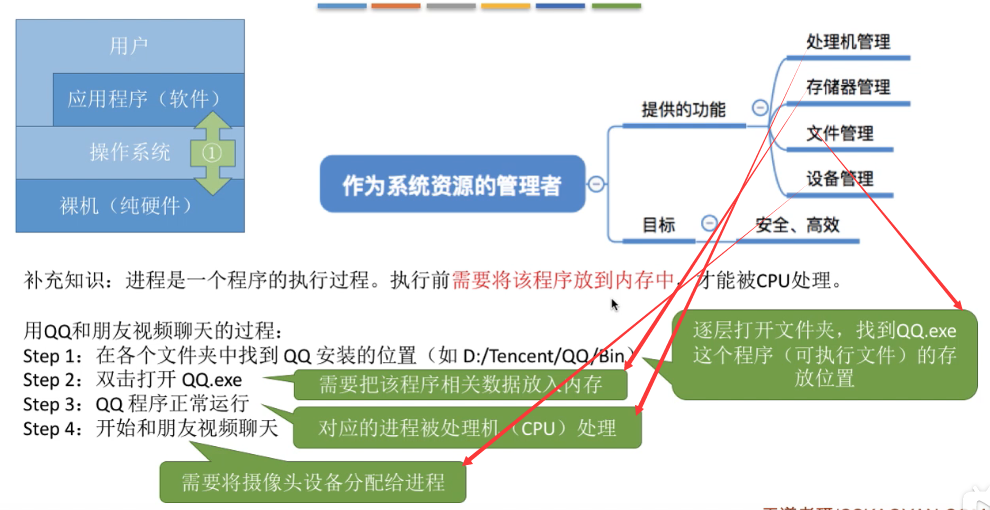 用户
应用程序（软件）
操作系统
①
裸机（纯硬件）
作为系统资源的管理者
提供的功能
处理机管理
存储器管理
文件管理
设备管理
目标
安全、高效
补充知识：进程是一个程序的执行过程。执行前需要将该程序放到内存中，才能被CPU处理。
用QQ和朋友视频聊天的过程：
Step 1：在各个文件夹中找到 QQ 安装的位置（如 D:/Tencent/QQ/Bin）
逐层打开文件夹，找到QQ.exe
这个程序（可执行文件）的存
放位置
Step 2：双击打开 QQ.exe
需要把该程序相关数据放入内存
Step 3：QQ 程序正常运行
对应的进程被处理机（CPU）处理
Step 4：开始和朋友视频聊天
需要将摄像头设备分配给进程